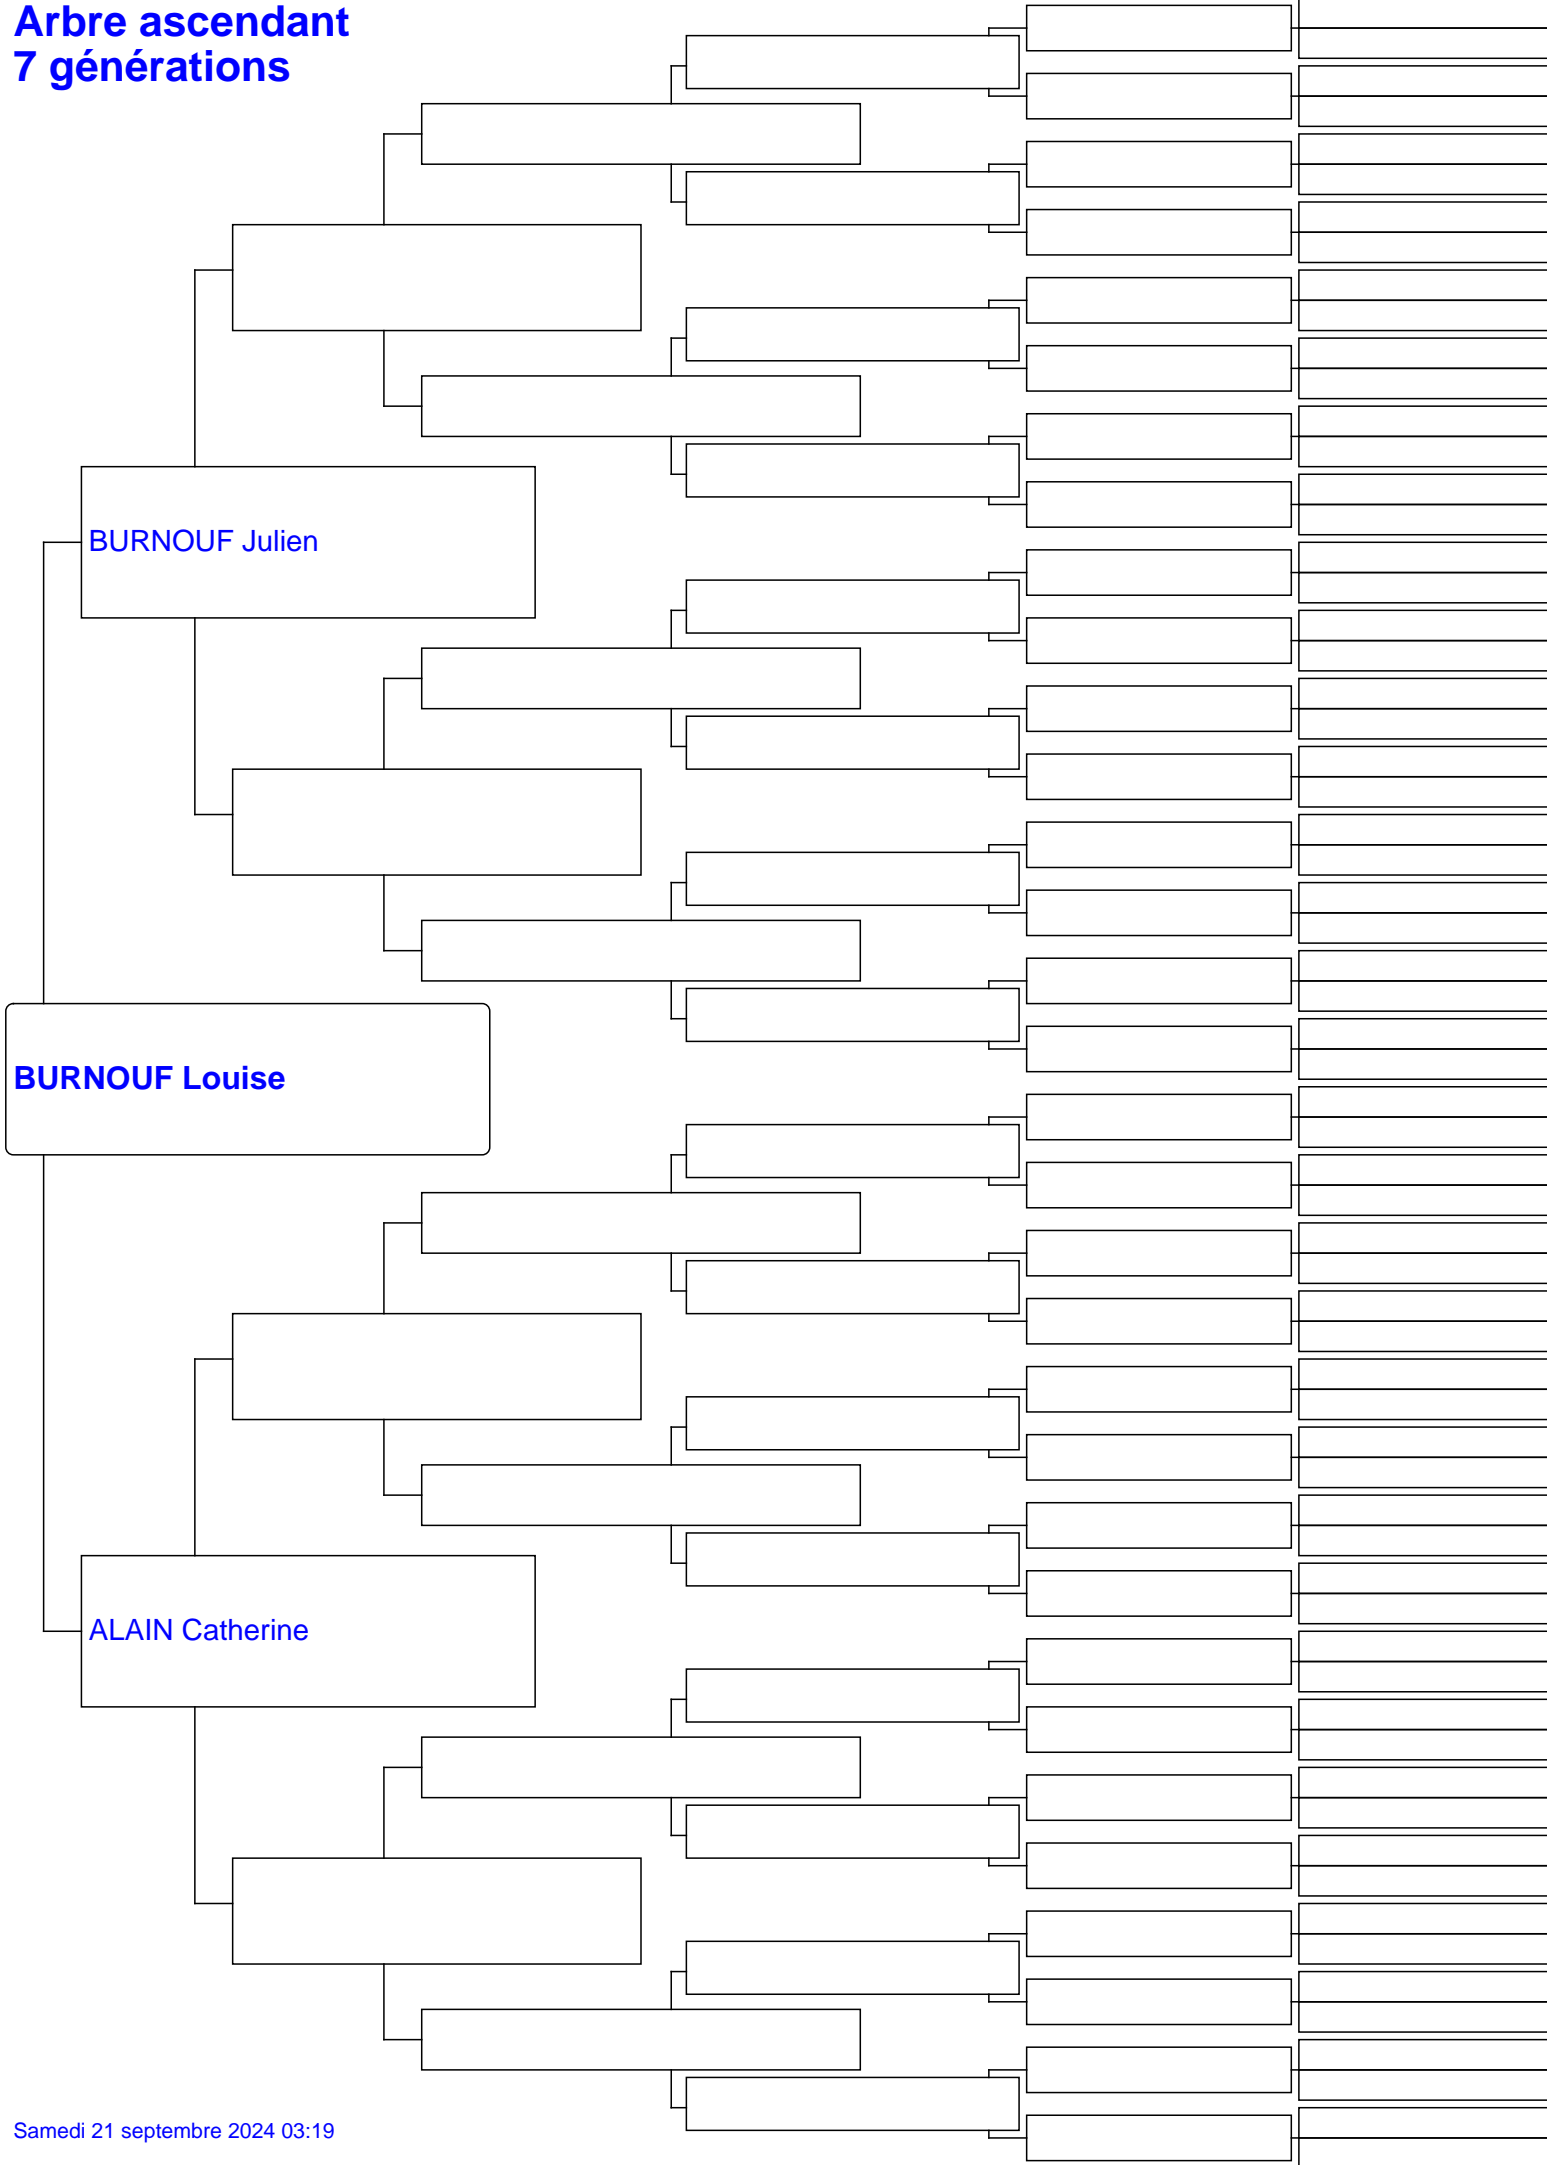 Arbre ascendant
7 générations
BURNOUF Julien
BURNOUF Louise
ALAIN Catherine
Samedi 21 septembre 2024 03:19